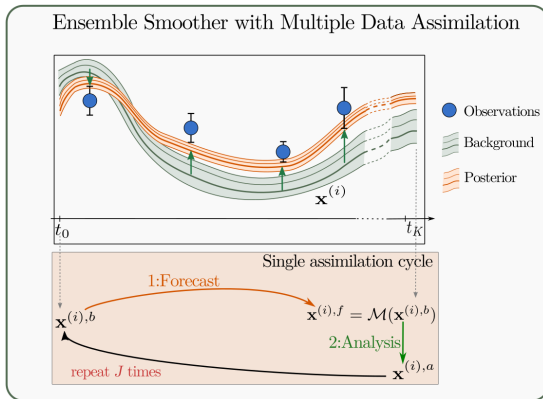 Ensemble Smoother with Multiple Data Assimilation
Observations
Background
Posterior
x^(i)
t_0
t_K
Single assimilation cycle
1:Forecast
x^(i),b
x^(i),f = M(x^(i),b)
2:Analysis
repeat J times
x^(i),a